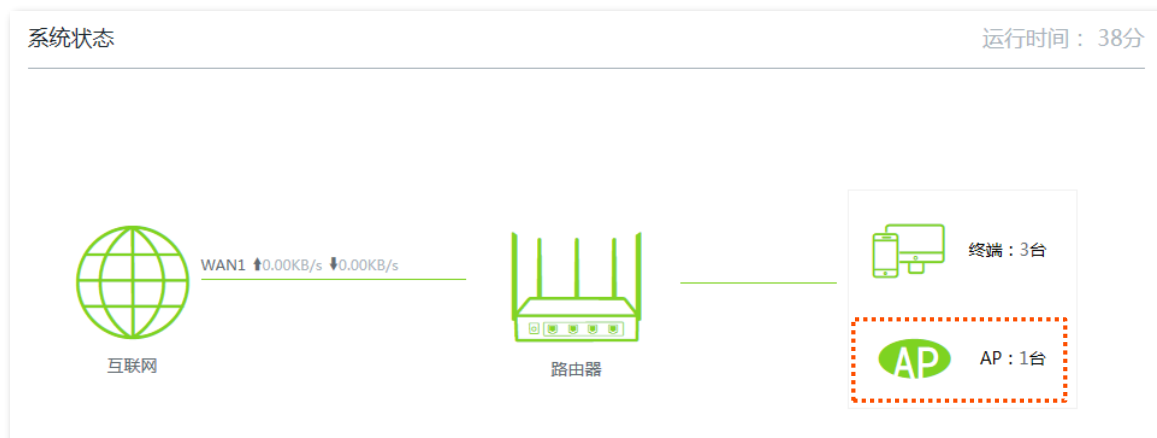 系统状态
运行时间： 38分
WAN1 ⬆0.00KB/s ⬇0.00KB/s
终端：3台
AP AP：1台
互联网
路由器